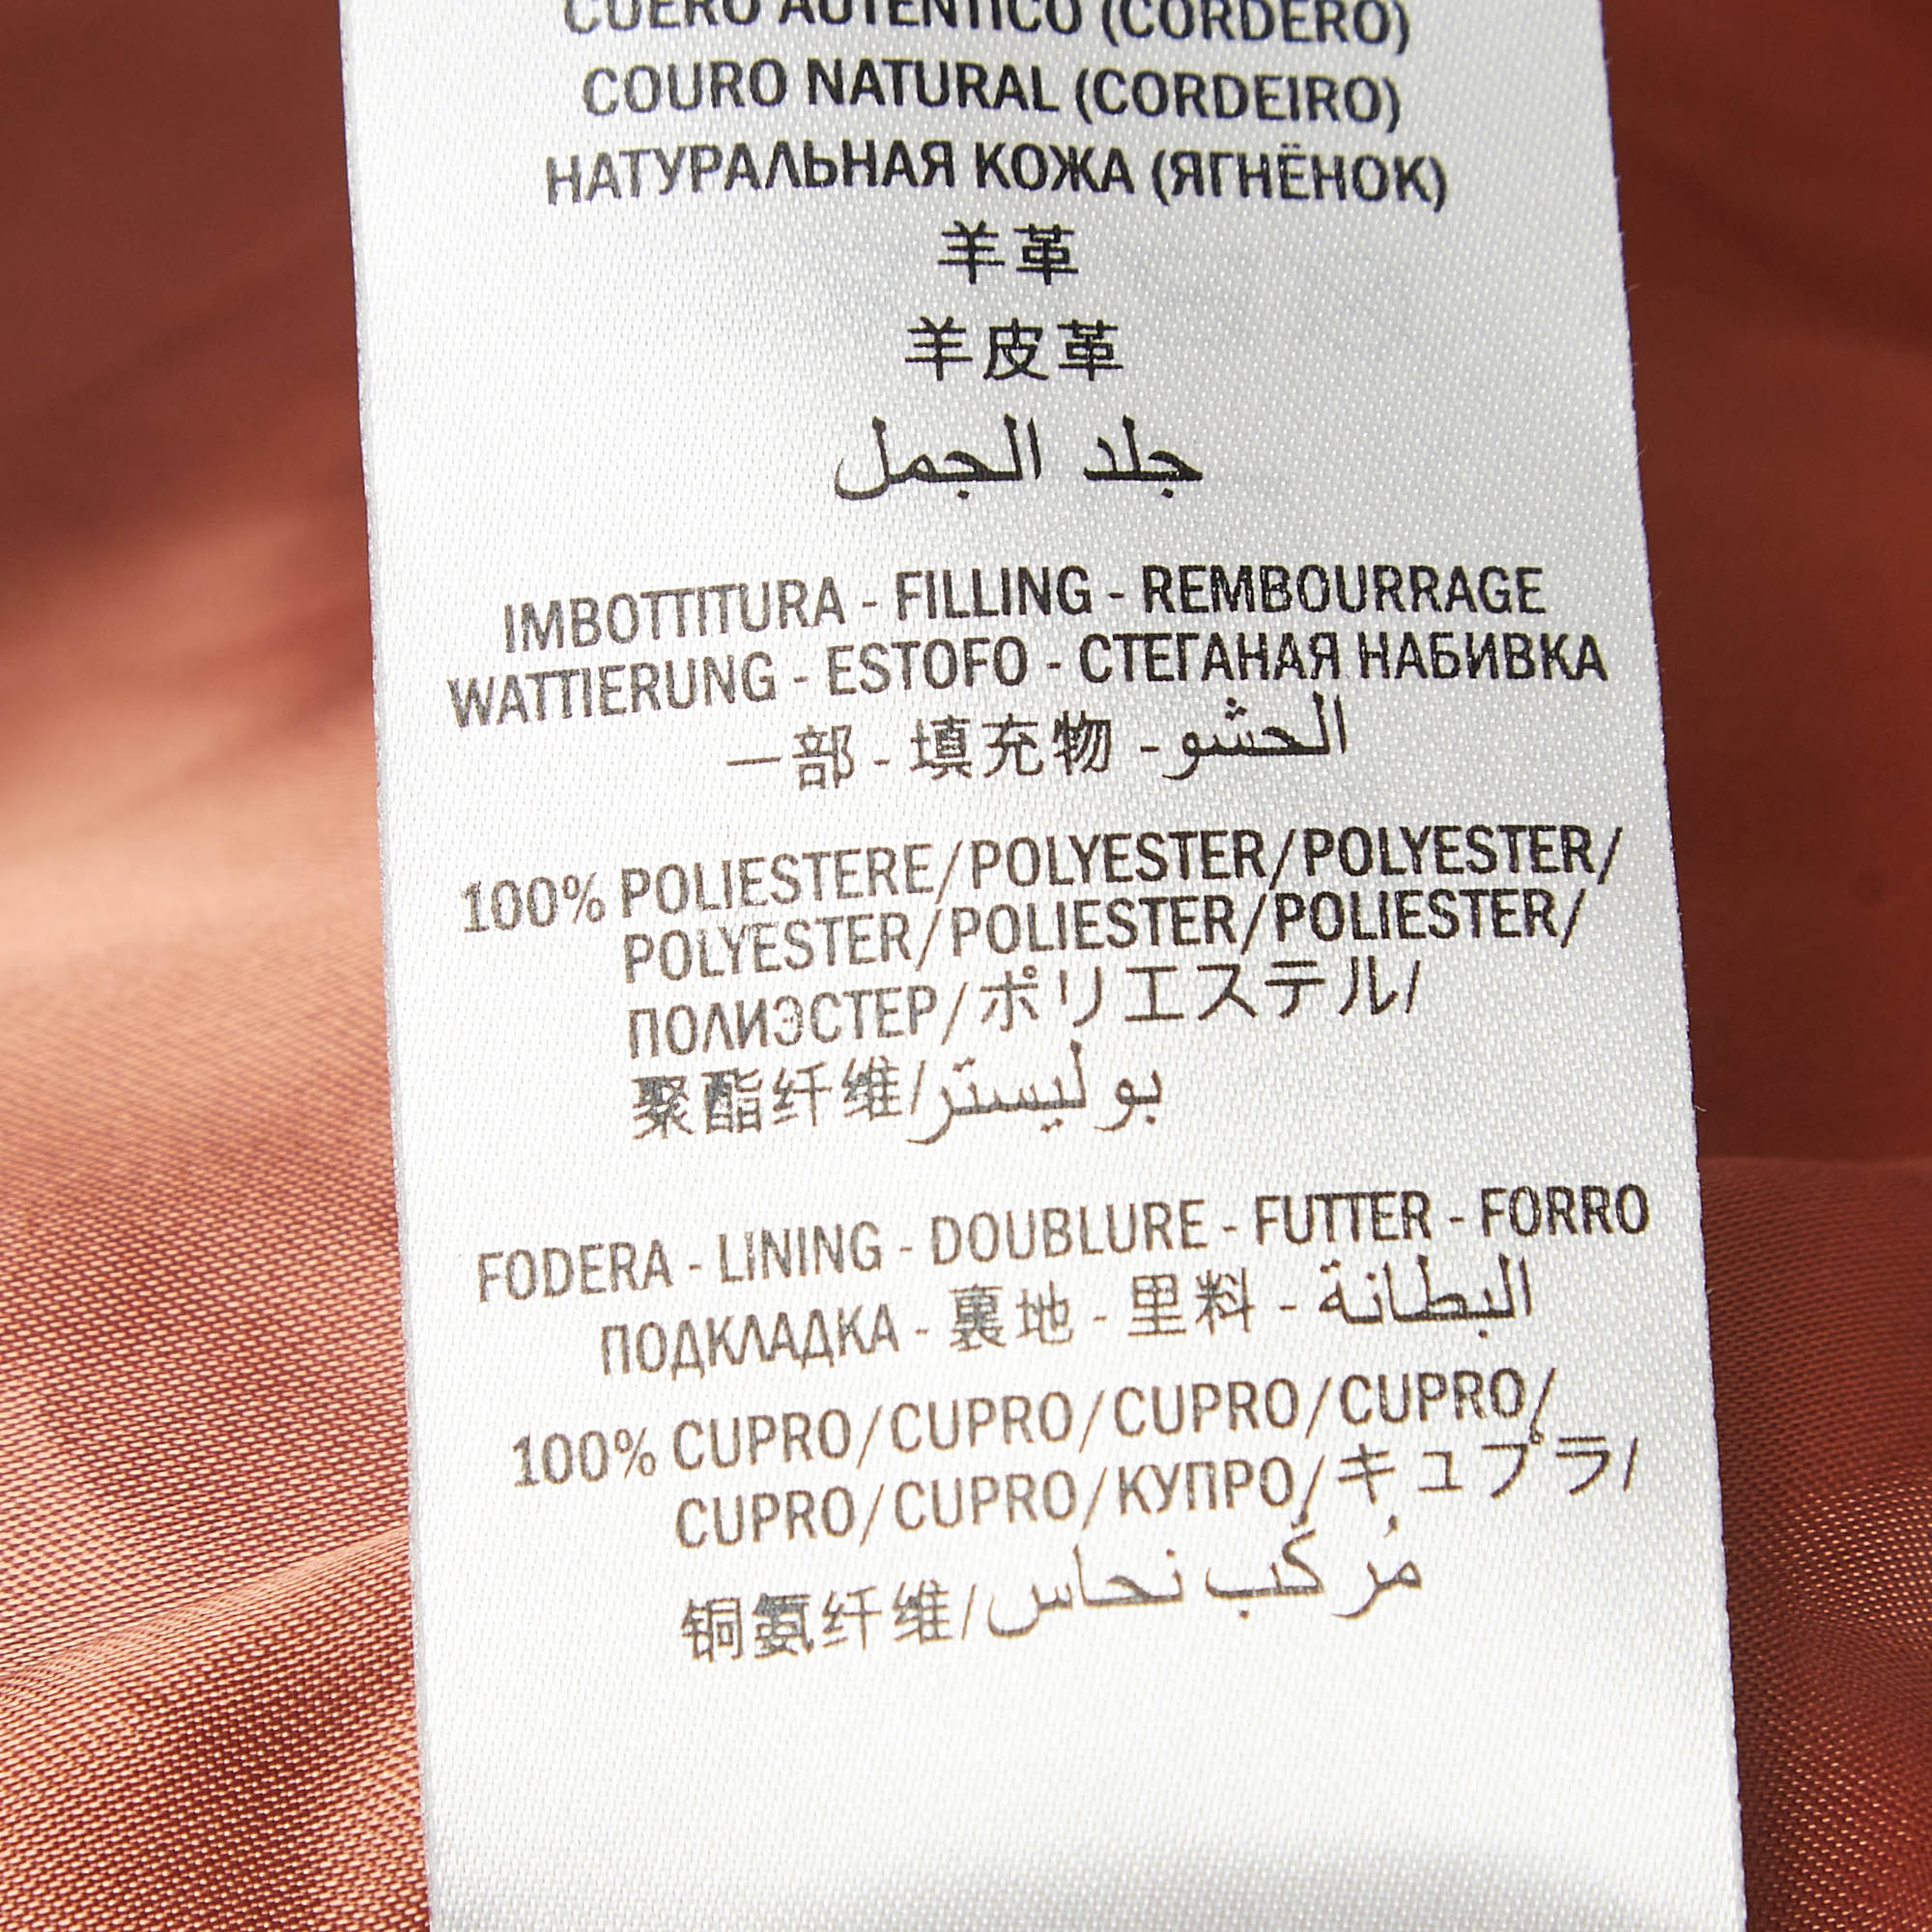 CUERO AUTÉNTICO (CORDERO)
COURO NATURAL (CORDEIRO)
НАТУРАЛЬНАЯ КОЖА (ЯГНЁНОК)
羊革
羊皮革
جلد الجمل
IMBOTTITURA - FILLING - REMBOURRAGE
WATTIERUNG - ESTOFO - СТЕГАНАЯ НАБИВКА
一部 - 填充物 - الحشو
100% POLIESTERE/POLYESTER/POLYESTER/
POLYESTER/POLIESTER/POLIESTER/
ПОЛИЭСТЕР/ポリエステル/
聚酯纤维/بوليستر
FODERA - LINING - DOUBLURE - FUTTER - FORRO
ПОДКЛАДКА - 裏地 - 里料 - البطانة
100% CUPRO/CUPRO/CUPRO/CUPRO/
CUPRO/CUPRO/КУПРО/キュプラ/
铜氨纤维/مُركَب نحاس